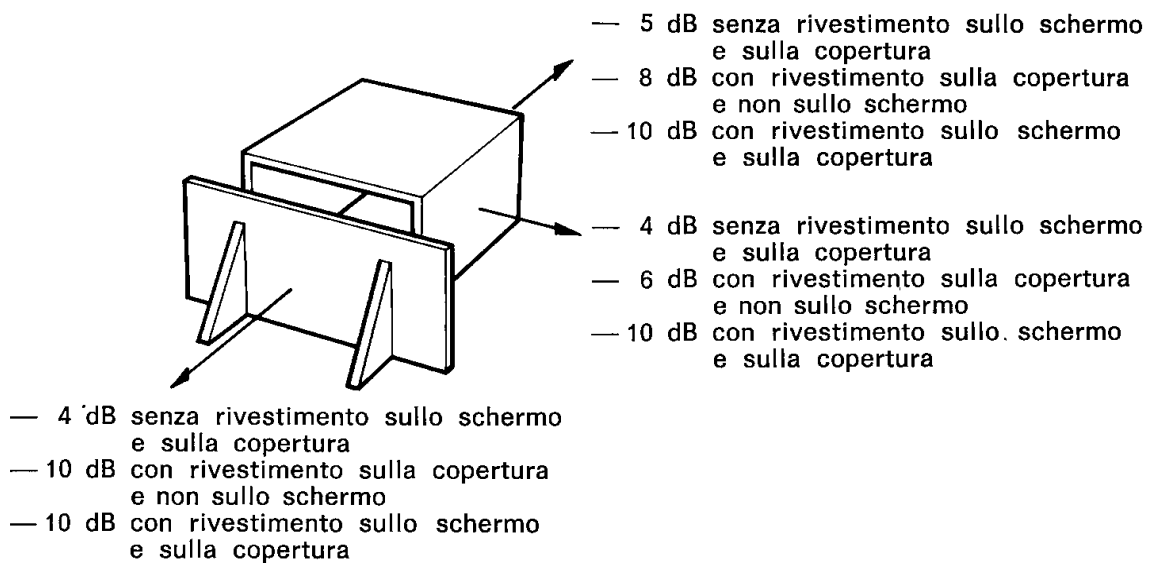 — 5 dB senza rivestimento sullo schermo
e sulla copertura
— 8 dB con rivestimento sulla copertura
e non sullo schermo
— 10 dB con rivestimento sullo schermo
e sulla copertura
— 4 dB senza rivestimento sullo schermo
e sulla copertura
— 6 dB con rivestimento sulla copertura
e non sullo schermo
— 10 dB con rivestimento sullo. schermo
e sulla copertura
— 4 dB senza rivestimento sullo schermo
e sulla copertura
— 10 dB con rivestimento sulla copertura
e non sullo schermo
— 10 dB con rivestimento sullo schermo
e sulla copertura